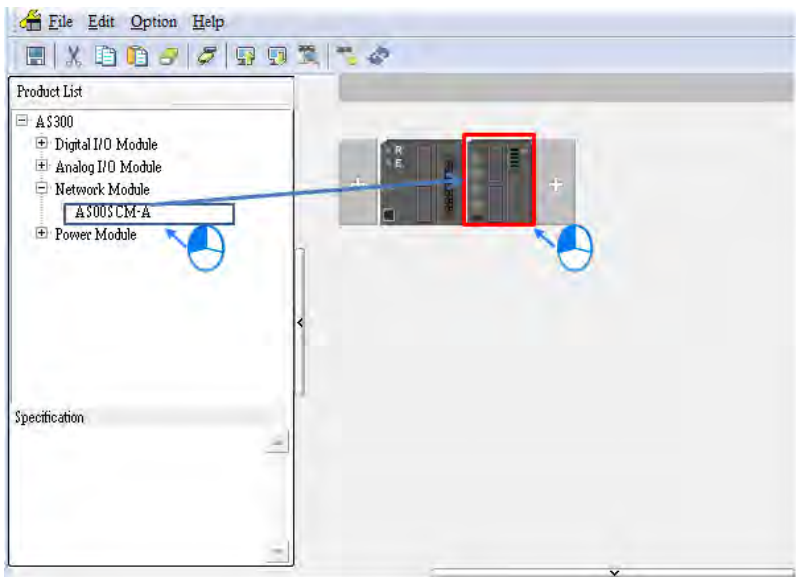 File Edit Option Help
Product List
AS300
Digital I/O Module
Analog I/O Module
Network Module
AS00SCM-A
Power Module
Specification
R
E